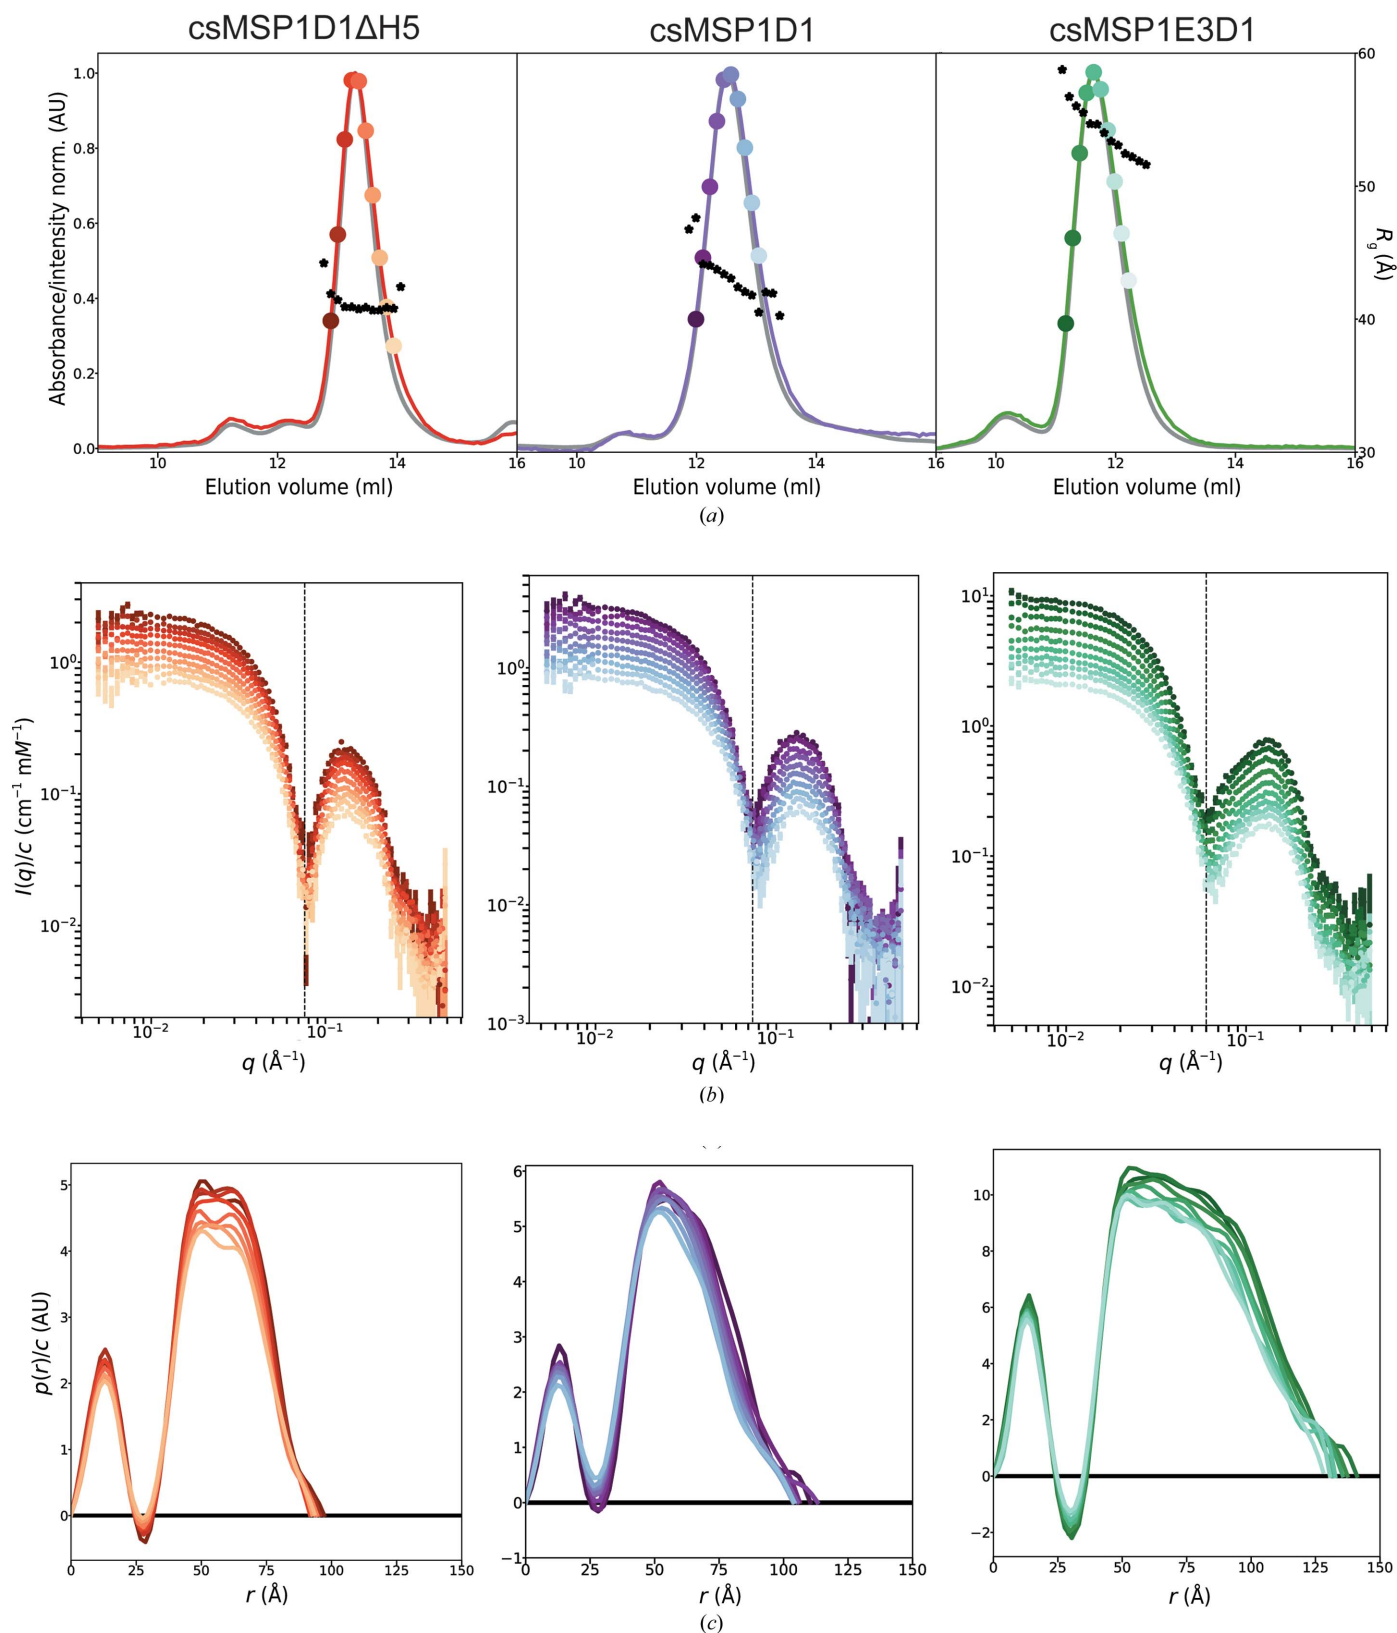 csMSP1D1ΔH5 csMSP1D1 csMSP1E3D1
Absorbance/intensity norm. (AU)
1.0
0.8
0.6
0.4
0.2
0.0
10 12 14 16 10 12 14 16 10 12 14 16
60
50
40
30
R_g (Å)
Elution volume (ml) Elution volume (ml) Elution volume (ml)
(a)
I(q)/c (cm⁻¹ mM⁻¹)
10⁰
10⁻¹
10⁻²
10⁻² 10⁻¹
q (Å⁻¹)
10⁰
10⁻¹
10⁻²
10⁻³
10⁻² 10⁻¹
q (Å⁻¹)
10¹
10⁰
10⁻¹
10⁻²
10⁻² 10⁻¹
q (Å⁻¹)
(b)
p(r)/c (AU)
5
4
3
2
1
0
0 25 50 75 100 125 150
r (Å)
6
5
4
3
2
1
0
−1
0 25 50 75 100 125 150
r (Å)
10
8
6
4
2
0
−2
0 25 50 75 100 125 150
r (Å)
(c)